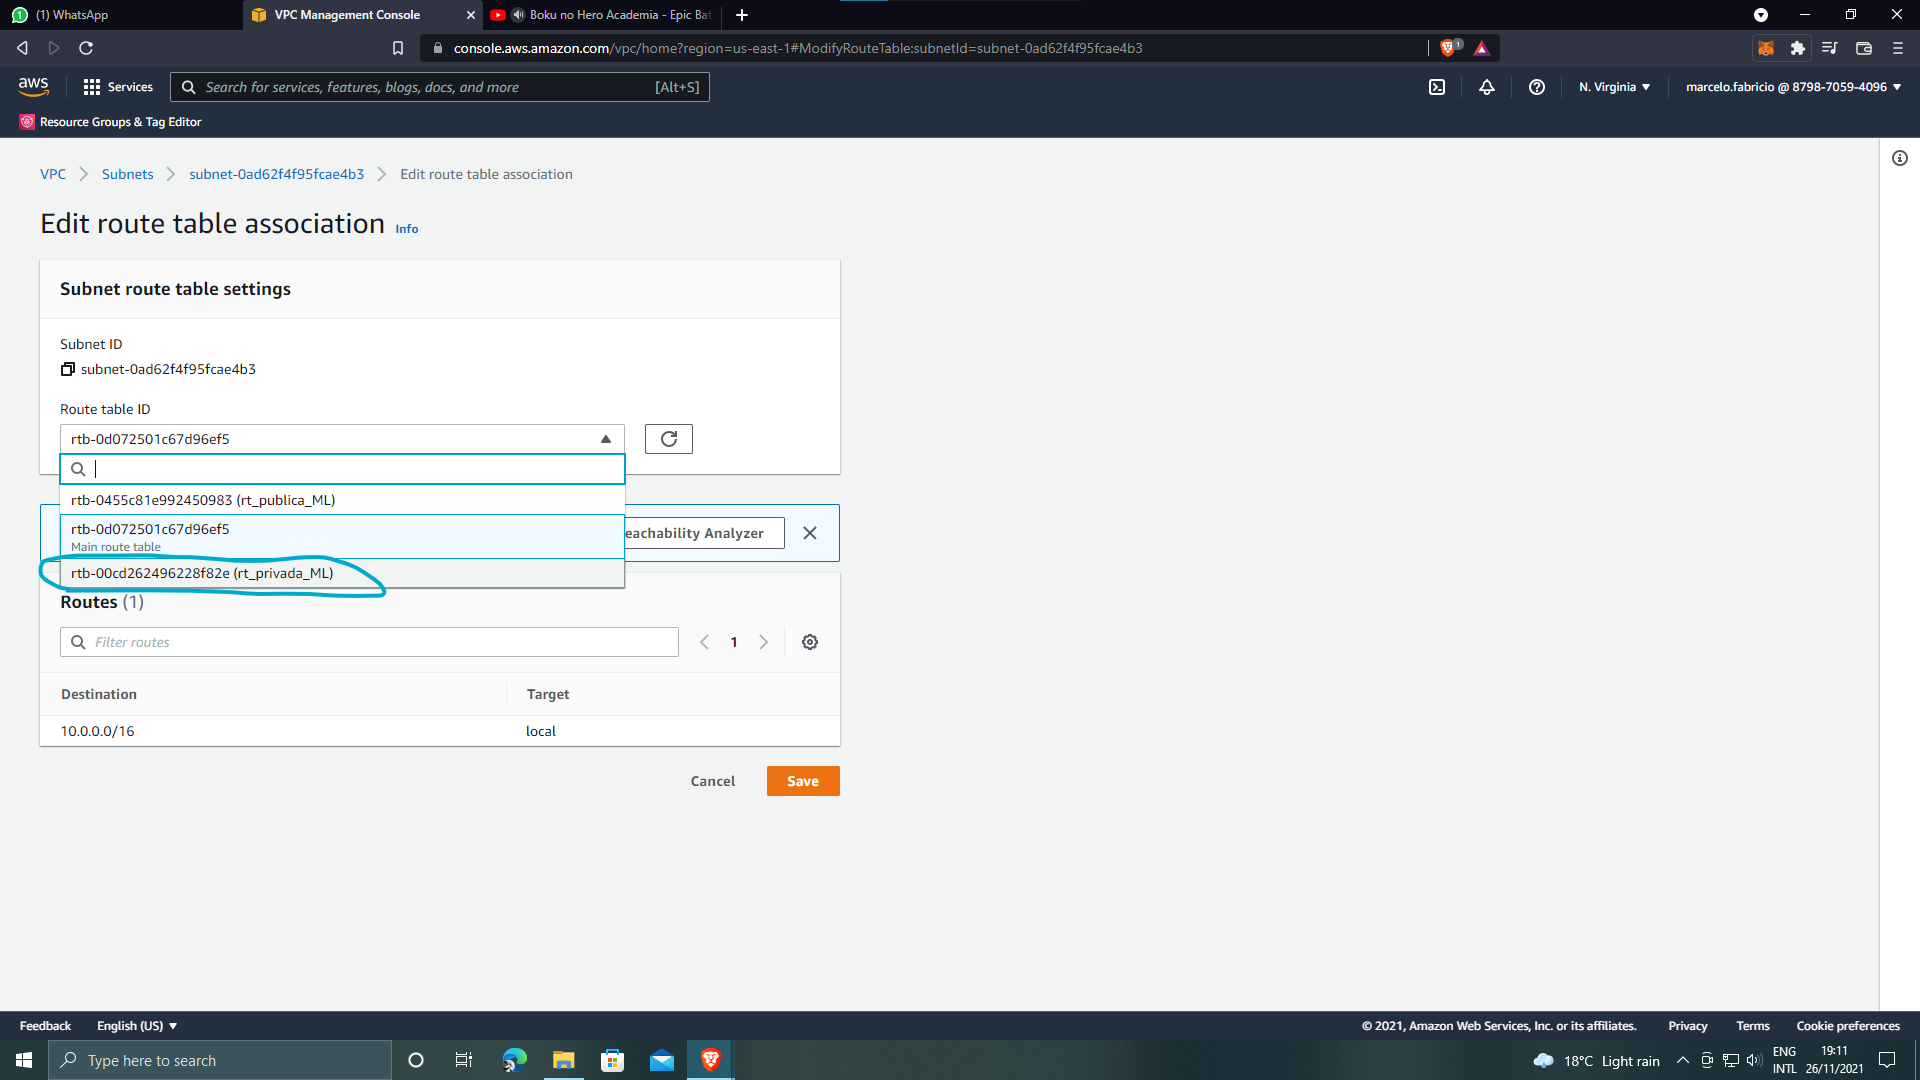 (1) WhatsApp
VPC Management Console
Boku no Hero Academia - Epic Bat
console.aws.amazon.com/vpc/home?region=us-east-1#ModifyRouteTable:subnetId=subnet-0ad62f4f95fcae4b3
1
aws
Services
Search for services, features, blogs, docs, and more
[Alt+S]
N. Virginia
marcelo.fabricio @ 8798-7059-4096
Resource Groups & Tag Editor
VPC
Subnets
subnet-0ad62f4f95fcae4b3
Edit route table association
Edit route table association Info
Subnet route table settings
Subnet ID
subnet-0ad62f4f95fcae4b3
Route table ID
rtb-0d072501c67d96ef5
rtb-0455c81e992450983 (rt_publica_ML)
rtb-0d072501c67d96ef5
Main route table
eachability Analyzer
rtb-00cd262496228f82e (rt_privada_ML)
Routes (1)
Filter routes
1
Destination
Target
10.0.0.0/16
local
Cancel
Save
Feedback
English (US)
© 2021, Amazon Web Services, Inc. or its affiliates.
Privacy
Terms
Cookie preferences
Type here to search
18°C Light rain
ENG
INTL
19:11
26/11/2021